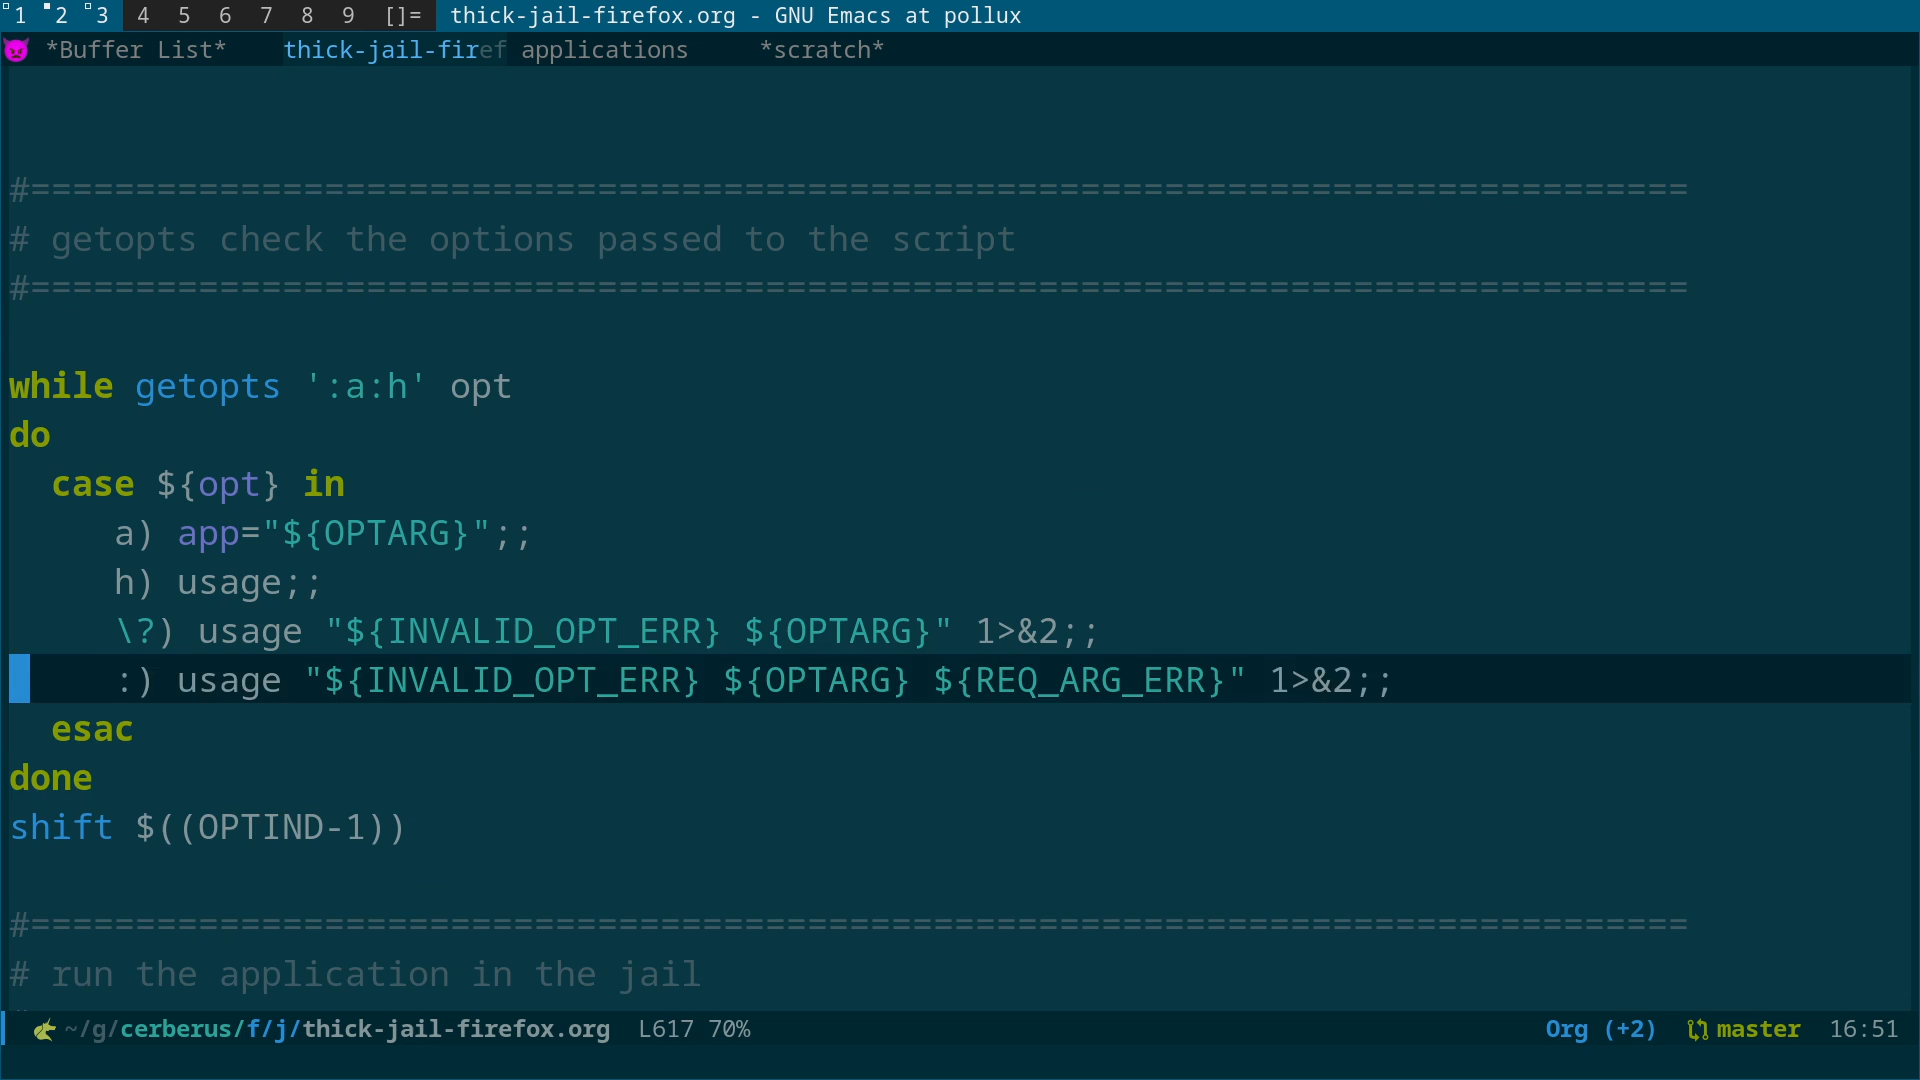 1 2 3 4 5 6 7 8 9 []= thick-jail-firefox.org - GNU Emacs at pollux
*Buffer List* thick-jail-firef applications *scratch*
#===============================================================================
# getopts check the options passed to the script
#===============================================================================
while getopts ':a:h' opt
do
  case ${opt} in
     a) app="${OPTARG}";;
     h) usage;;
     \?) usage "${INVALID_OPT_ERR} ${OPTARG}" 1>&2;;
     :) usage "${INVALID_OPT_ERR} ${OPTARG} ${REQ_ARG_ERR}" 1>&2;;
  esac
done
shift $((OPTIND-1))
#===============================================================================
# run the application in the jail
~/g/cerberus/f/j/thick-jail-firefox.org L617 70% Org (+2) master 16:51